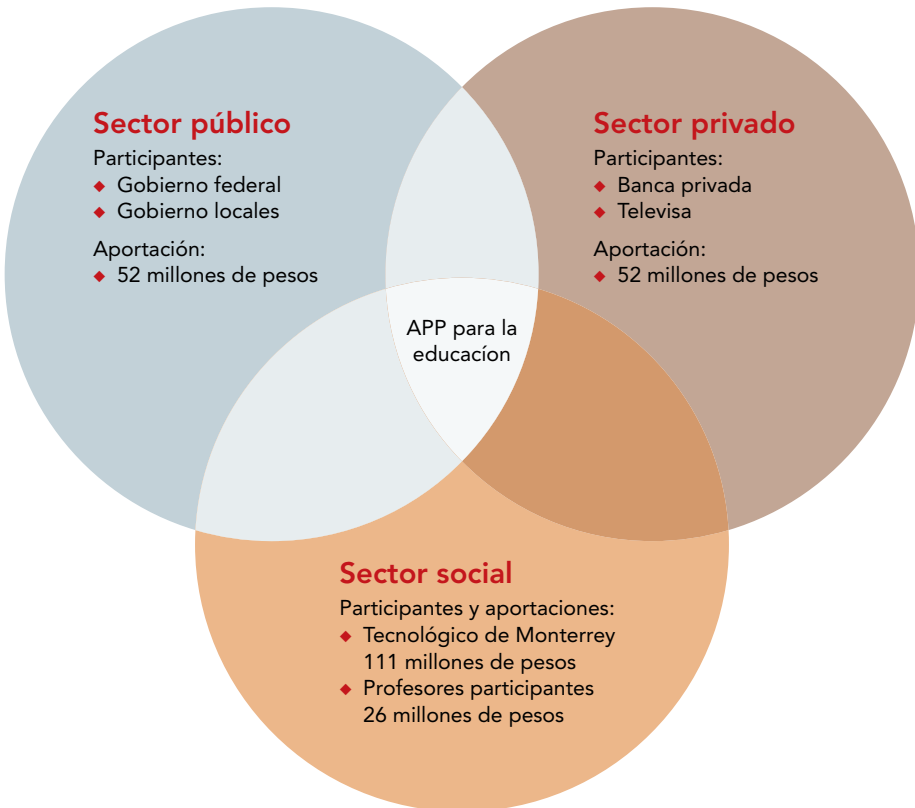 Sector público
Participantes:
◆ Gobierno federal
◆ Gobierno locales
Aportación:
◆ 52 millones de pesos
Sector privado
Participantes:
◆ Banca privada
◆ Televisa
Aportación:
◆ 52 millones de pesos
APP para la
educacíon
Sector social
Participantes y aportaciones:
◆ Tecnológico de Monterrey
111 millones de pesos
◆ Profesores participantes
26 millones de pesos